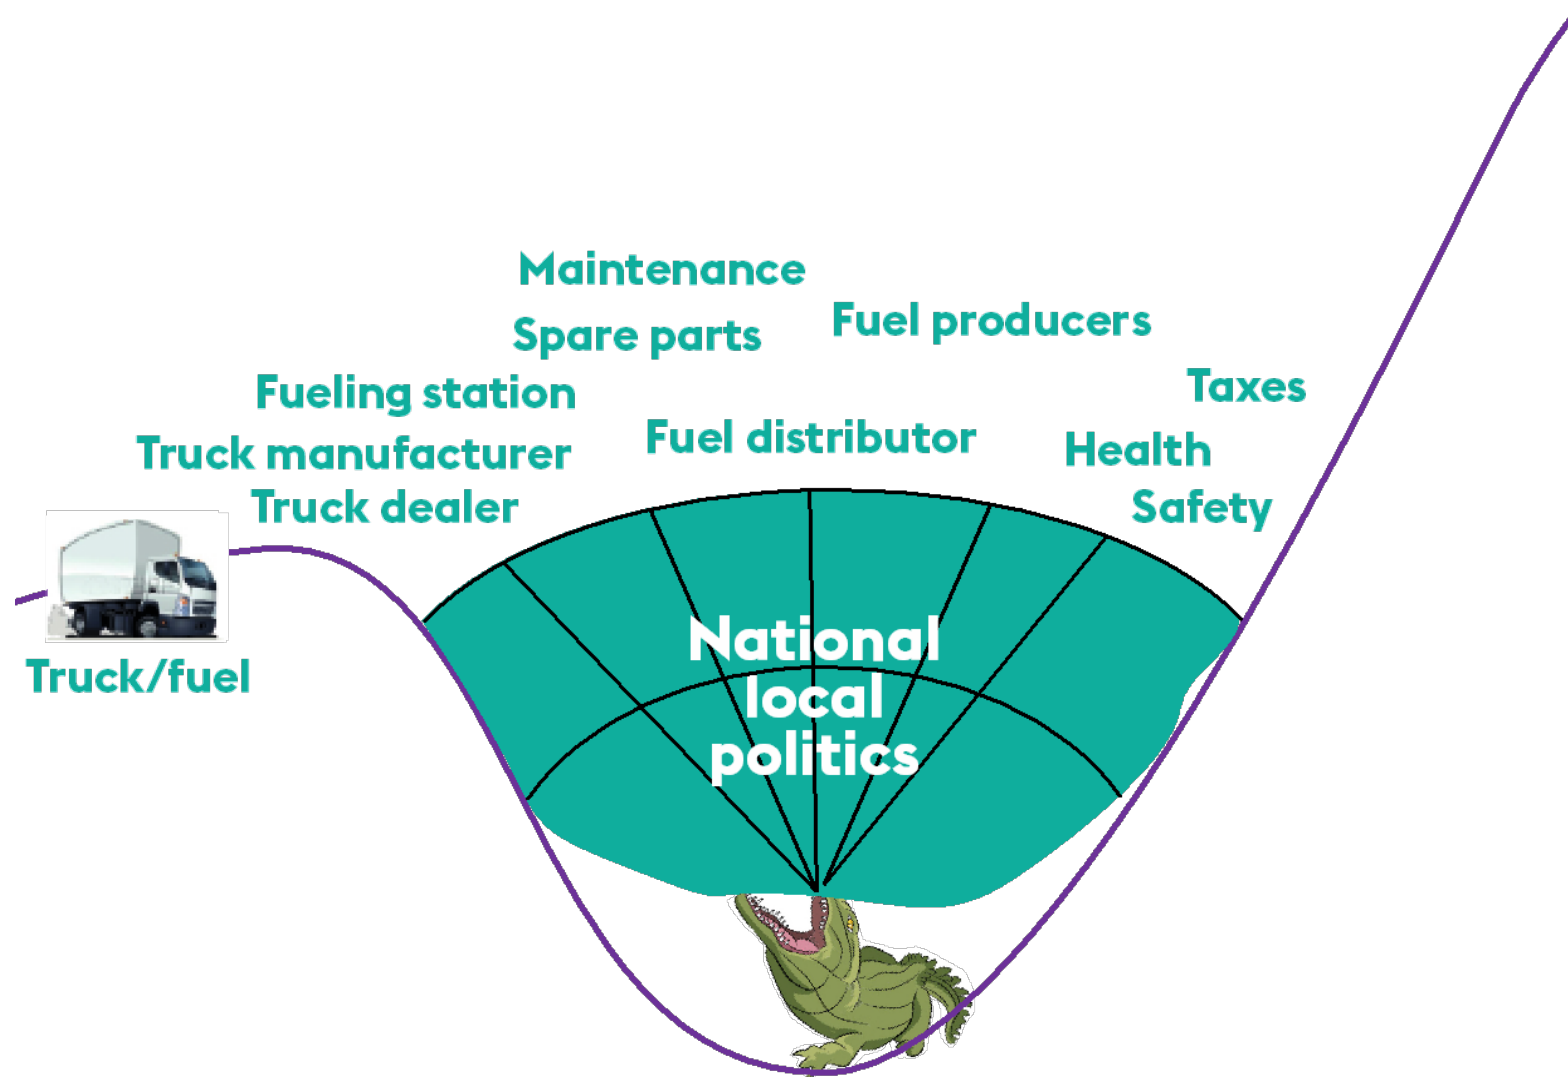 Maintenance
Spare parts
Fuel producers
Fueling station
Taxes
Truck manufacturer
Fuel distributor
Health
Truck dealer
Safety
Truck/fuel
National
local
politics